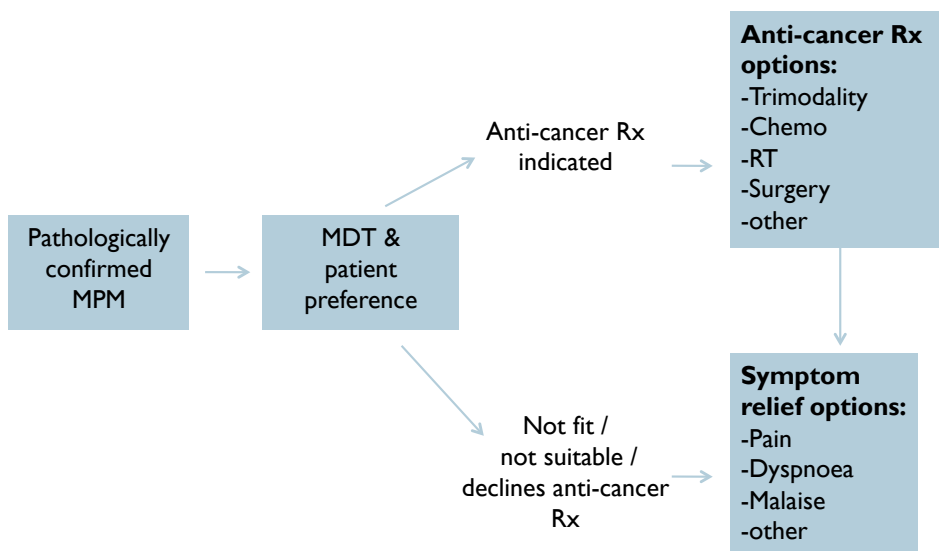 Pathologically
confirmed
MPM
MDT &
patient
preference
Anti-cancer Rx
indicated
Anti-cancer Rx
options:
-Trimodality
-Chemo
-RT
-Surgery
-other
Not fit /
not suitable /
declines anti-cancer
Rx
Symptom
relief options:
-Pain
-Dyspnoea
-Malaise
-other